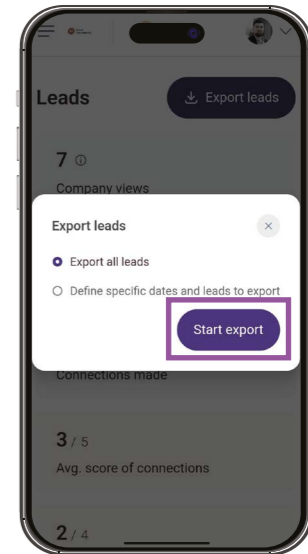 Leads
Export leads
7
Company views
Export leads
Export all leads
Define specific dates and leads to export
Start export
Connections made
3 / 5
Avg. score of connections
2 / 4